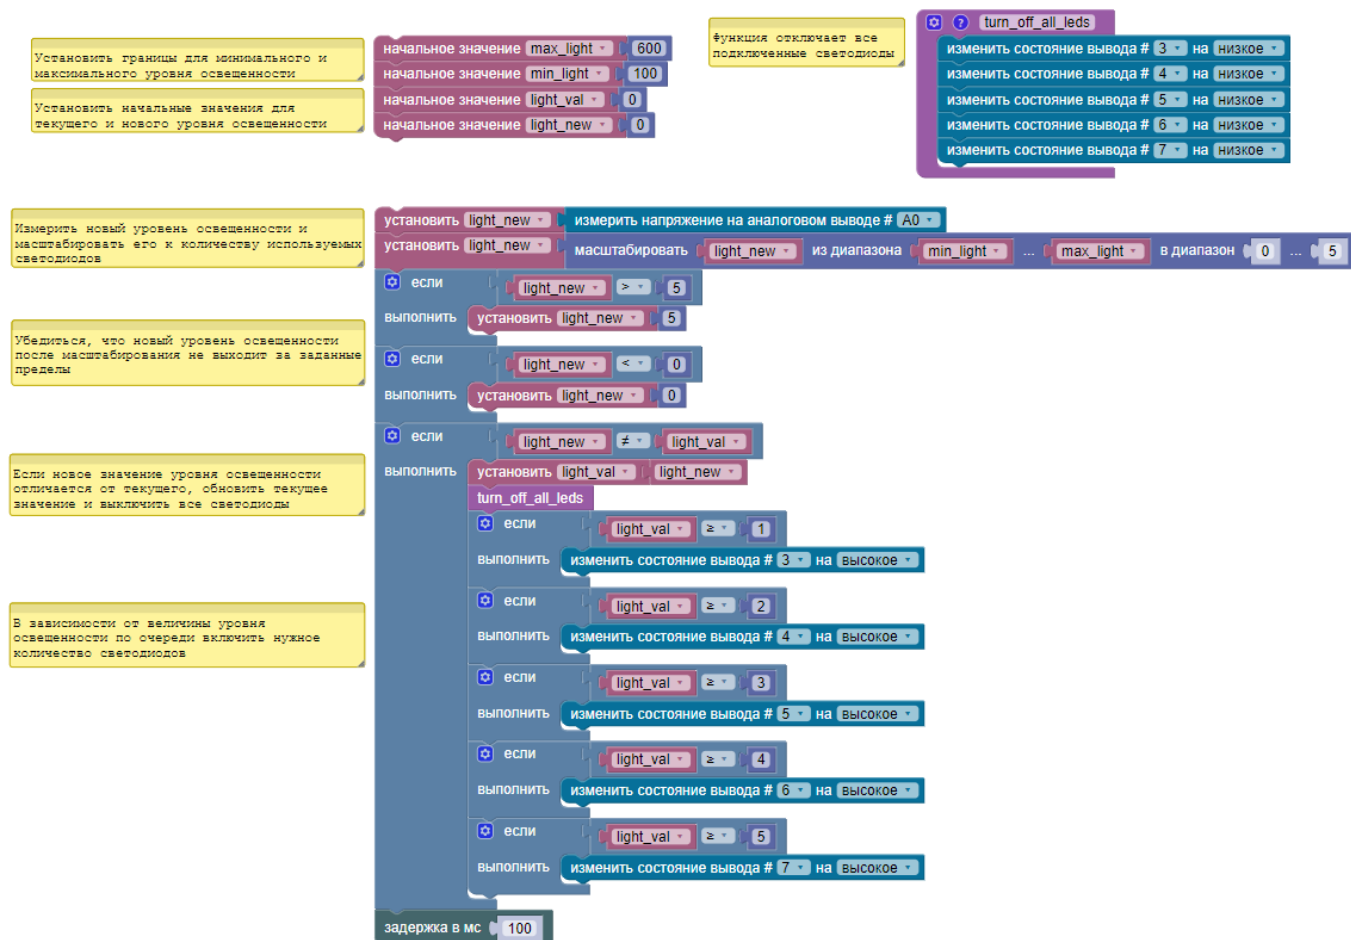 Установить границы для минимального и
максимального уровня освещенности
Установить начальные значения для
текущего и нового уровня освещенности
начальное значение max_light 600
начальное значение min_light 100
начальное значение light_val 0
начальное значение light_new 0
Функция отключает все
подключенные светодиоды
? turn_off_all_leds
изменить состояние вывода # 3 на низкое
изменить состояние вывода # 4 на низкое
изменить состояние вывода # 5 на низкое
изменить состояние вывода # 6 на низкое
изменить состояние вывода # 7 на низкое
Измерить новый уровень освещенности и
масштабировать его к количеству используемых
светодиодов
установить light_new измерить напряжение на аналоговом выводе # A0
установить light_new масштабировать light_new из диапазона min_light ... max_light в диапазон 0 ... 5
если light_new > 5
выполнить установить light_new 5
Убедиться, что новый уровень освещенности
после масштабирования не выходит за заданные
пределы
если light_new < 0
выполнить установить light_new 0
если light_new ≠ light_val
выполнить установить light_val light_new
Если новое значение уровня освещенности
отличается от текущего, обновить текущее
значение и выключить все светодиоды
turn_off_all_leds
если light_val ≥ 1
выполнить изменить состояние вывода # 3 на высокое
В зависимости от величины уровня
освещенности по очереди включить нужное
количество светодиодов
если light_val ≥ 2
выполнить изменить состояние вывода # 4 на высокое
если light_val ≥ 3
выполнить изменить состояние вывода # 5 на высокое
если light_val ≥ 4
выполнить изменить состояние вывода # 6 на высокое
если light_val ≥ 5
выполнить изменить состояние вывода # 7 на высокое
задержка в мс 100